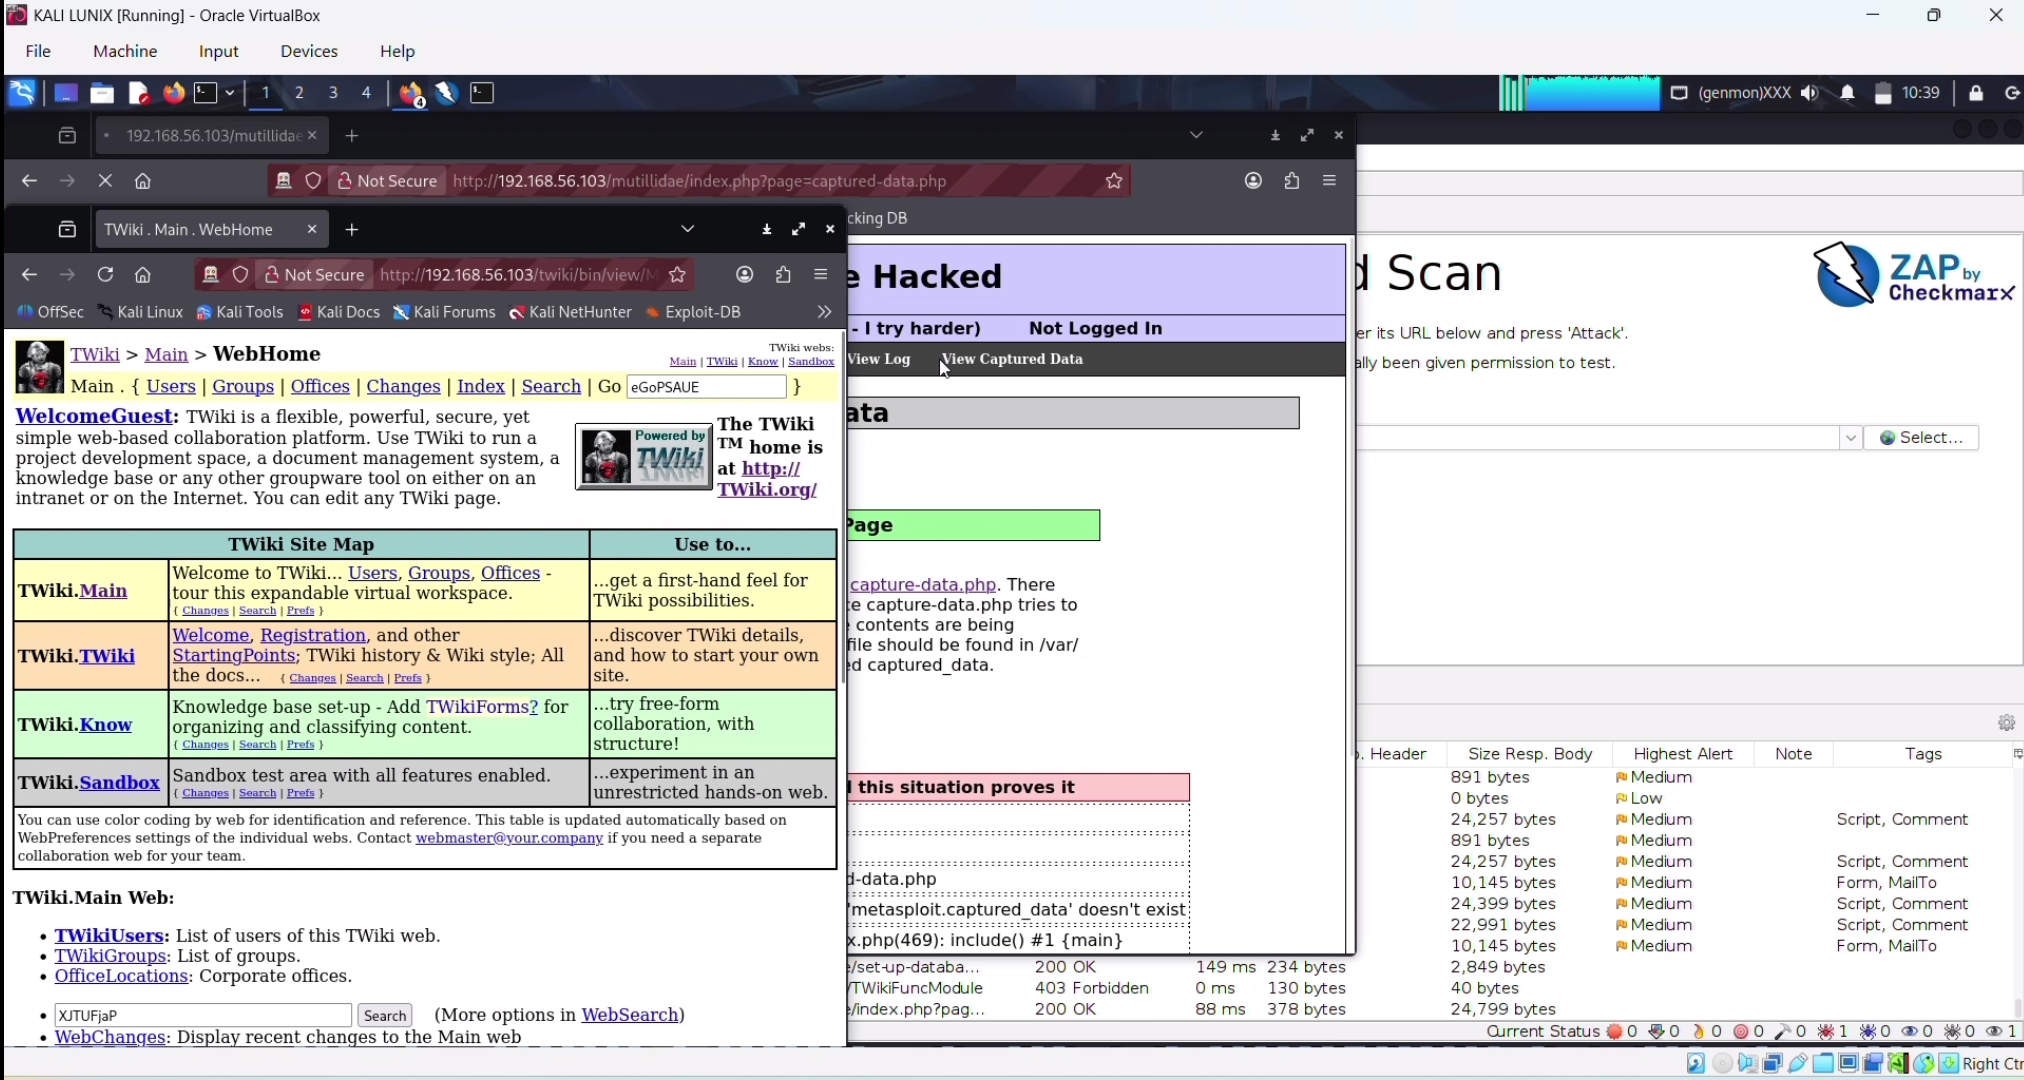 KALI LUNIX [Running] - Oracle VirtualBox
File Machine Input Devices Help
1 2 3 4 4 (genmon)XXX 10:39
192.168.56.103/mutillidae
Not Secure http://192.168.56.103/mutillidae/index.php?page=captured-data.php
cking DB
TWiki . Main . WebHome
Not Secure http://192.168.56.103/twiki/bin/view/M
OffSec Kali Linux Kali Tools Kali Docs Kali Forums Kali NetHunter Exploit-DB
TWiki > Main > WebHome
TWiki webs:
Main | TWiki | Know | Sandbox
Main . { Users | Groups | Offices | Changes | Index | Search | Go eGoPSAUE }
WelcomeGuest: TWiki is a flexible, powerful, secure, yet
simple web-based collaboration platform. Use TWiki to run a
project development space, a document management system, a
knowledge base or any other groupware tool on either on an
intranet or on the Internet. You can edit any TWiki page.
Powered by
TWiki
The TWiki
TM home is
at http://
TWiki.org/
TWiki Site Map Use to...
TWiki.Main
Welcome to TWiki... Users, Groups, Offices -
tour this expandable virtual workspace.
{ Changes | Search | Prefs }
...get a first-hand feel for
TWiki possibilities.
TWiki.TWiki
Welcome, Registration, and other
StartingPoints; TWiki history & Wiki style; All
the docs... { Changes | Search | Prefs }
...discover TWiki details,
and how to start your own
site.
TWiki.Know
Knowledge base set-up - Add TWikiForms? for
organizing and classifying content.
{ Changes | Search | Prefs }
...try free-form
collaboration, with
structure!
TWiki.Sandbox
Sandbox test area with all features enabled.
{ Changes | Search | Prefs }
...experiment in an
unrestricted hands-on web.
You can use color coding by web for identification and reference. This table is updated automatically based on
WebPreferences settings of the individual webs. Contact webmaster@your.company if you need a separate
collaboration web for your team.
TWiki.Main Web:
• TWikiUsers: List of users of this TWiki web.
• TWikiGroups: List of groups.
• OfficeLocations: Corporate offices.
• XJTUFjaP Search (More options in WebSearch)
• WebChanges: Display recent changes to the Main web
e Hacked
- I try harder) Not Logged In
View Log View Captured Data
ata
Page
capture-data.php. There
e capture-data.php tries to
contents are being
file should be found in /var/
ed captured_data.
l this situation proves it
d-data.php
'metasploit.captured_data' doesn't exist
x.php(469): include() #1 {main}
d Scan
ZAP by
Checkmarx
er its URL below and press 'Attack'.
ally been given permission to test.
Select...
p. Header Size Resp. Body Highest Alert Note Tags
891 bytes Medium
0 bytes Low
24,257 bytes Medium Script, Comment
891 bytes Medium
24,257 bytes Medium Script, Comment
10,145 bytes Medium Form, MailTo
24,399 bytes Medium Script, Comment
22,991 bytes Medium Script, Comment
10,145 bytes Medium Form, MailTo
e/set-up-databa... 200 OK 149 ms 234 bytes 2,849 bytes
/TWikiFuncModule 403 Forbidden 0 ms 130 bytes 40 bytes
e/index.php?pag... 200 OK 88 ms 378 bytes 24,799 bytes
Current Status 0 0 0 0 0 1 0 0 0 1
Right Ctr